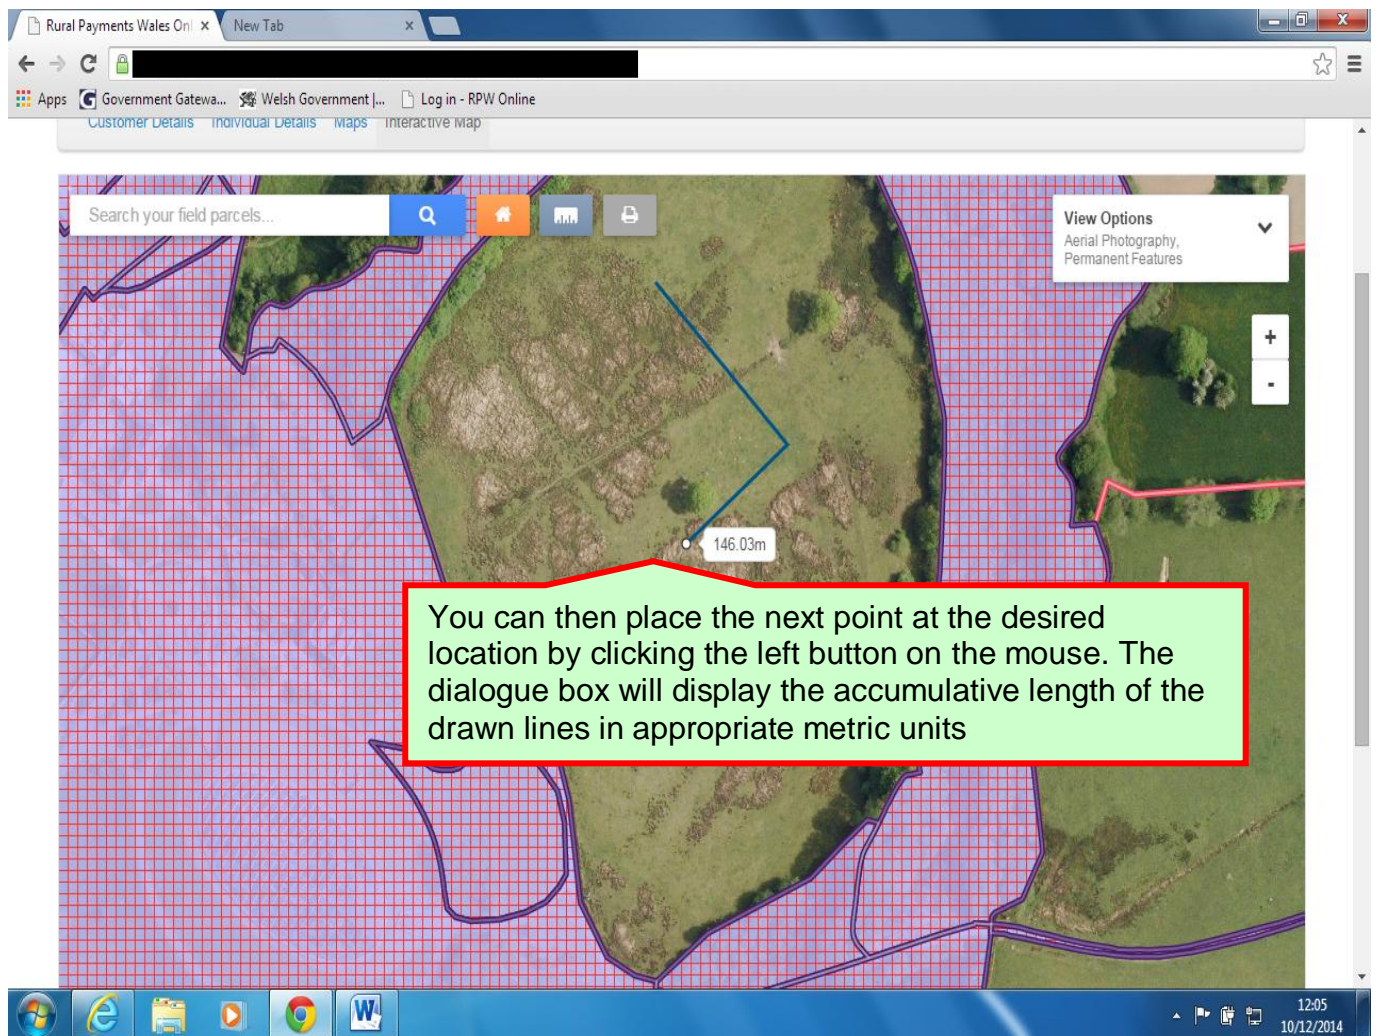 Rural Payments Wales Onl
New Tab
Apps
Government Gatewa...
Welsh Government |...
Log in - RPW Online
Customer Details
Individual Details
Maps
Interactive Map
Search your field parcels...
View Options
Aerial Photography,
Permanent Features
+
-
146.03m
You can then place the next point at the desired
location by clicking the left button on the mouse. The
dialogue box will display the accumulative length of the
drawn lines in appropriate metric units
12:05
10/12/2014